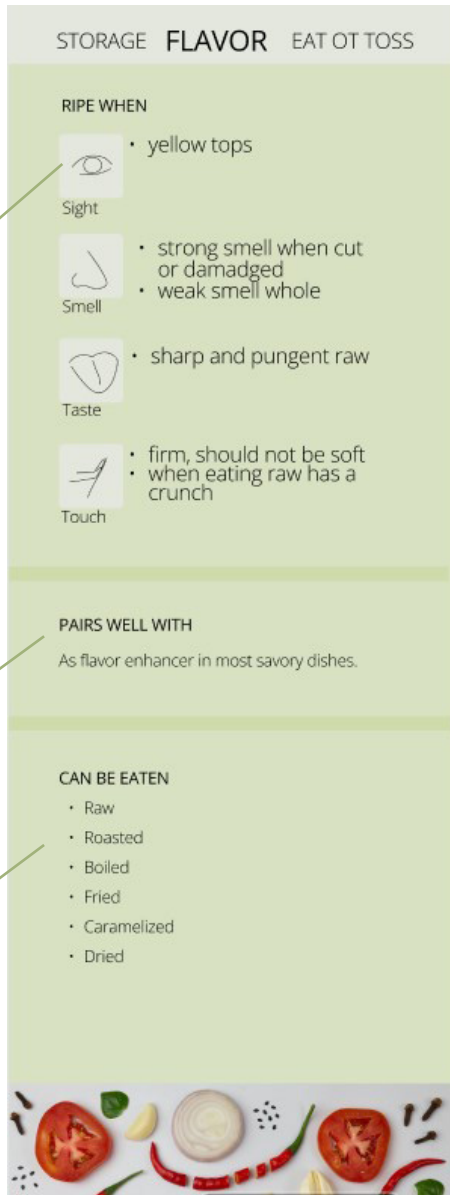 STORAGE FLAVOR EAT OT TOSS
RIPE WHEN
• yellow tops
Sight
• strong smell when cut
or damadged
• weak smell whole
Smell
• sharp and pungent raw
Taste
• firm, should not be soft
• when eating raw has a
crunch
Touch
PAIRS WELL WITH
As flavor enhancer in most savory dishes.
CAN BE EATEN
• Raw
• Roasted
• Boiled
• Fried
• Caramelized
• Dried